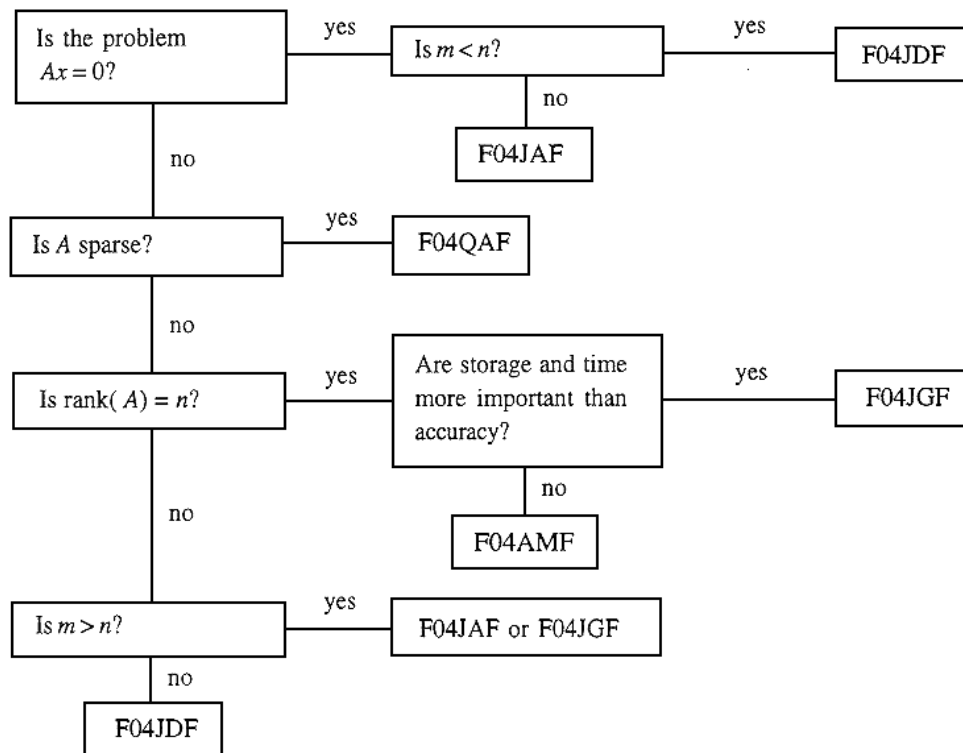 Is the problem
Ax = 0?
yes
Is m < n?
yes
F04JDF
no
F04JAF
no
Is A sparse?
yes
F04QAF
no
Is rank( A) = n?
yes
Are storage and time
more important than
accuracy?
yes
F04JGF
no
F04AMF
no
Is m > n?
yes
F04JAF or F04JGF
no
F04JDF